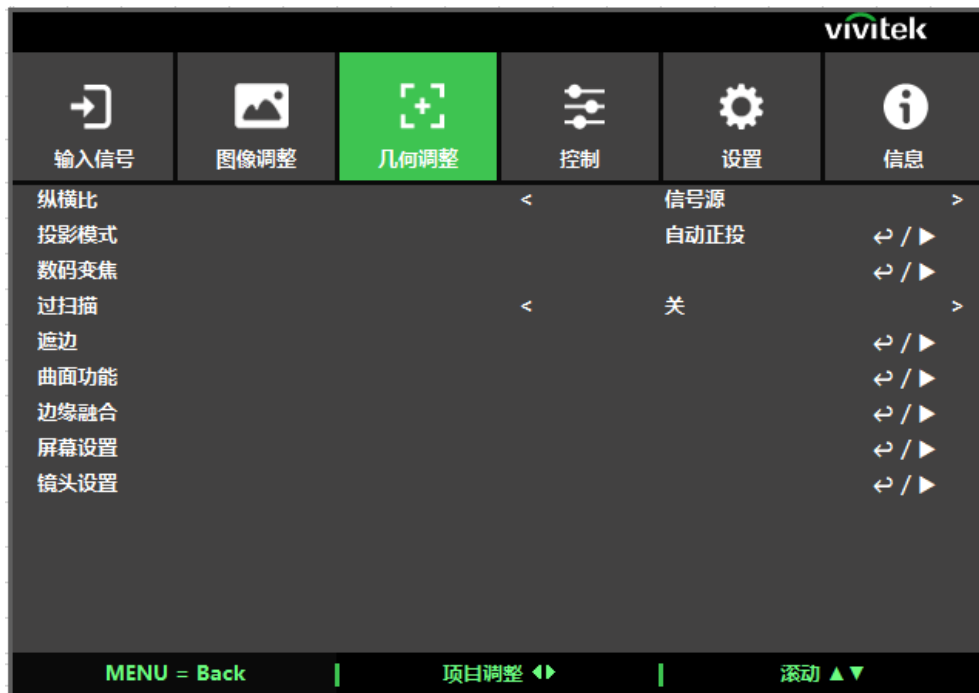 vivitek
输入信号 图像调整 几何调整 控制 设置 信息
纵横比 < 信号源 >
投影模式 自动正投 ↩ / ▶
数码变焦 ↩ / ▶
过扫描 < 关 >
遮边 ↩ / ▶
曲面功能 ↩ / ▶
边缘融合 ↩ / ▶
屏幕设置 ↩ / ▶
镜头设置 ↩ / ▶
MENU = Back | 项目调整 ◀▶ | 滚动 ▲▼